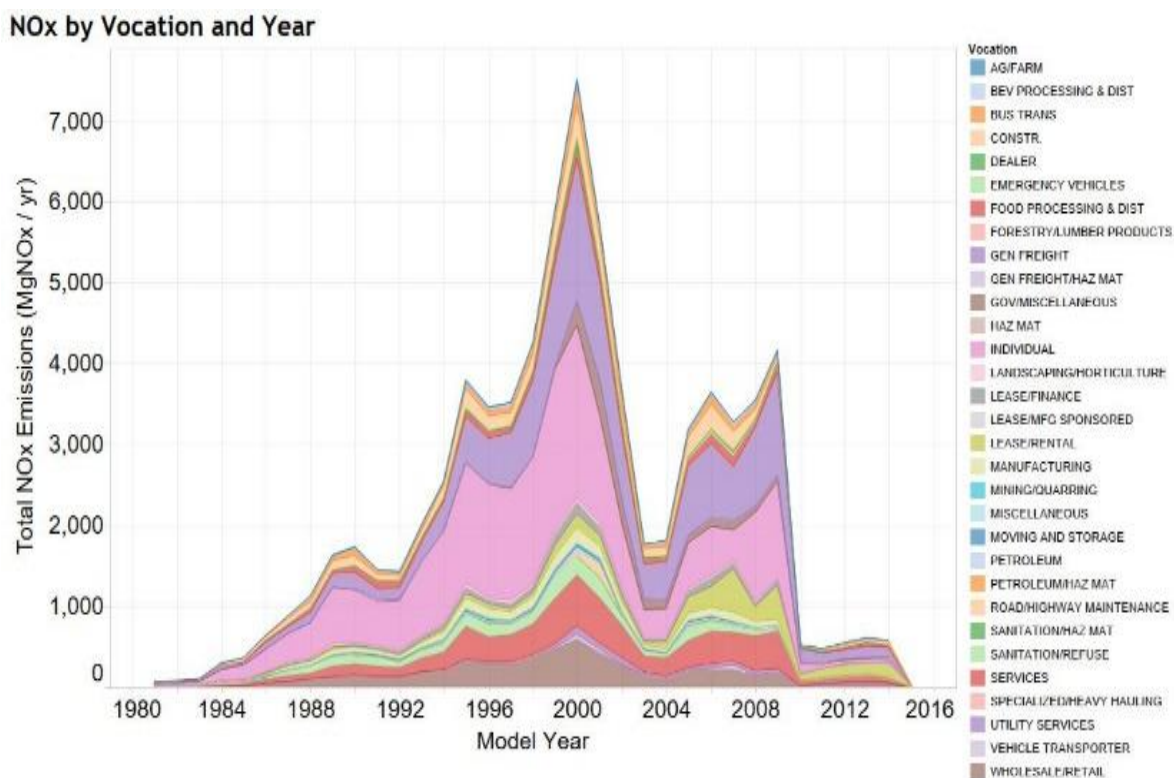 NOx by Vocation and Year
Total NOx Emissions (MgNOx / yr)
7,000
6,000
5,000
4,000
3,000
2,000
1,000
0
1980 1984 1988 1992 1996 2000 2004 2008 2012 2016
Model Year
Vocation
AG/FARM
BEV PROCESSING & DIST
BUS TRANS
CONSTR.
DEALER
EMERGENCY VEHICLES
FOOD PROCESSING & DIST
FORESTRY/LUMBER PRODUCTS
GEN FREIGHT
GEN FREIGHT/HAZ MAT
GOV/MISCELLANEOUS
HAZ MAT
INDIVIDUAL
LANDSCAPING/HORTICULTURE
LEASE/FINANCE
LEASE/MFG SPONSORED
LEASE/RENTAL
MANUFACTURING
MINING/QUARRING
MISCELLANEOUS
MOVING AND STORAGE
PETROLEUM
PETROLEUM/HAZ MAT
ROAD/HIGHWAY MAINTENANCE
SANITATION/HAZ MAT
SANITATION/REFUSE
SERVICES
SPECIALIZED/HEAVY HAULING
UTILITY SERVICES
VEHICLE TRANSPORTER
WHOLESALE/RETAIL